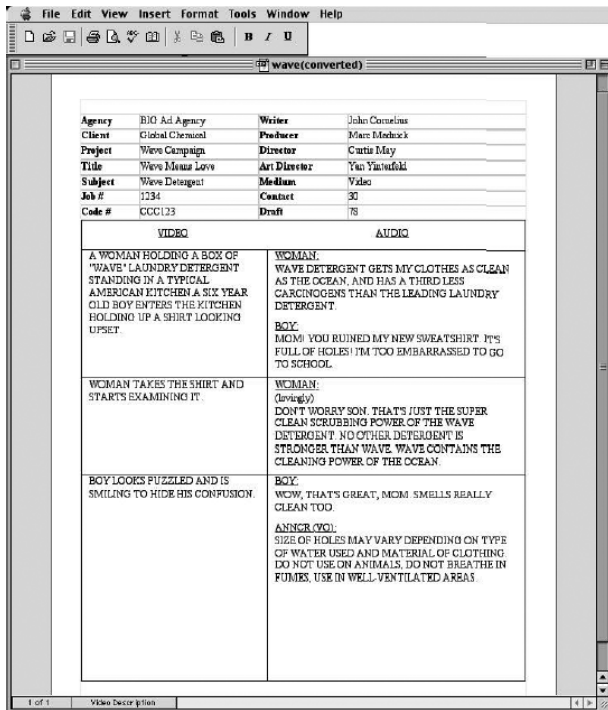 File Edit View Insert Format Tools Window Help
B I U
wave(converted)
Agency BIG Ad Agency Writer John Cornelius
Client Global Chemical Producer Marc Mednick
Project Wave Campaign Director Curtis May
Title Wave Means Love Art Director Yan Yinterfeld
Subject Wave Detergent Medium Video
Job # 1234 Contact 30
Code # CCC123 Draft 78
VIDEO AUDIO
A WOMAN HOLDING A BOX OF
"WAVE" LAUNDRY DETERGENT
STANDING IN A TYPICAL
AMERICAN KITCHEN.A SIX YEAR
OLD BOY ENTERS THE KITCHEN
HOLDING UP A SHIRT LOOKING
UPSET.
WOMAN:
WAVE DETERGENT GETS MY CLOTHES AS CLEAN
AS THE OCEAN, AND HAS A THIRD LESS
CARCINOGENS THAN THE LEADING LAUNDRY
DETERGENT.
BOY:
MOM! YOU RUINED MY NEW SWEATSHIRT. IT'S
FULL OF HOLES! I'M TOO EMBARRASSED TO GO
TO SCHOOL.
WOMAN TAKES THE SHIRT AND
STARTS EXAMINING IT.
WOMAN:
(lovingly)
DON'T WORRY SON. THAT'S JUST THE SUPER
CLEAN SCRUBBING POWER OF THE WAVE
DETERGENT. NO OTHER DETERGENT IS
STRONGER THAN WAVE. WAVE CONTAINS THE
CLEANING POWER OF THE OCEAN.
BOY LOOKS PUZZLED AND IS
SMILING TO HIDE HIS CONFUSION.
BOY:
WOW, THAT'S GREAT, MOM. SMELLS REALLY
CLEAN TOO.
ANNCR (VO):
SIZE OF HOLES MAY VARY DEPENDING ON TYPE
OF WATER USED AND MATERIAL OF CLOTHING.
DO NOT USE ON ANIMALS, DO NOT BREATHE IN
FUMES, USE IN WELL-VENTILATED AREAS.
1 of 1 Video Description